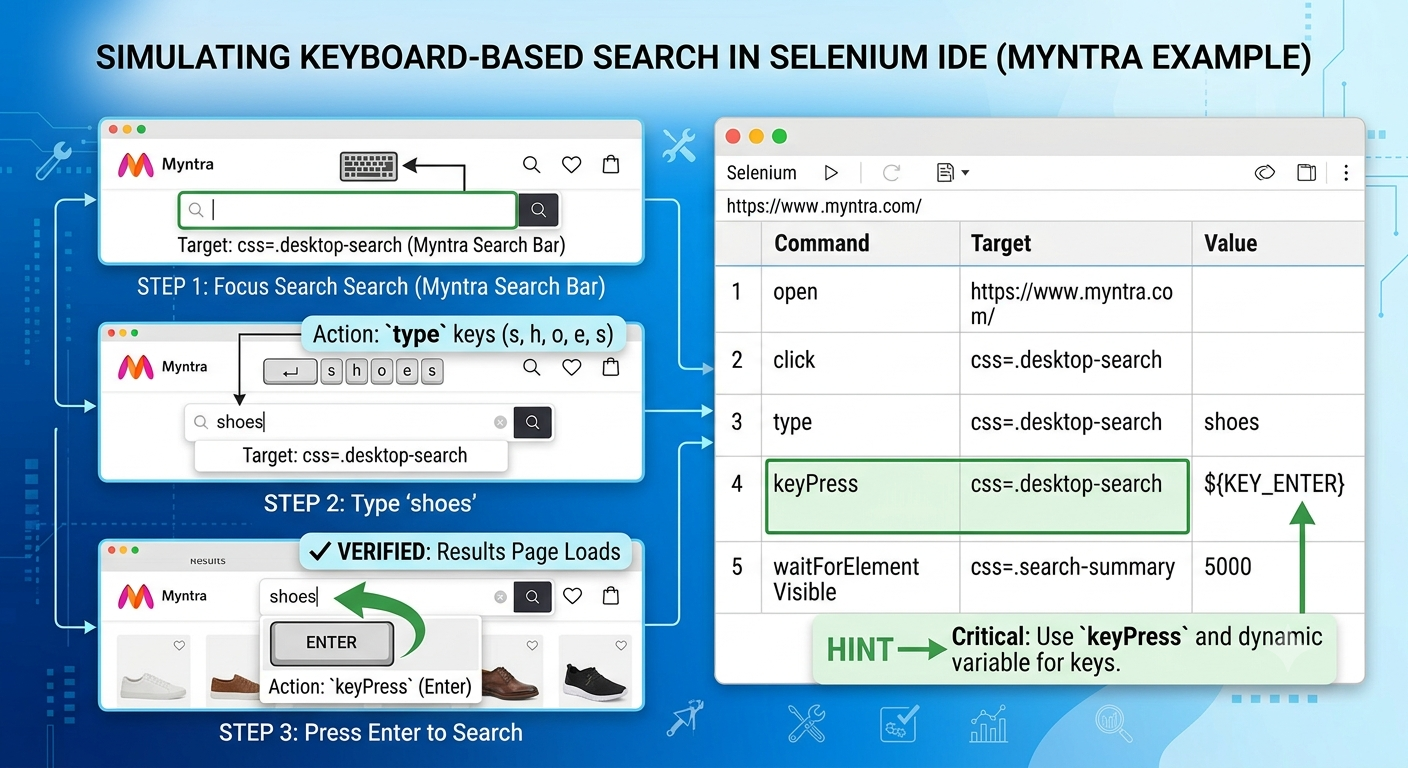 SIMULATING KEYBOARD-BASED SEARCH IN SELENIUM IDE (MYNTRA EXAMPLE)
Myntra
Target: css=.desktop-search (Myntra Search Bar)
STEP 1: Focus Search Search (Myntra Search Bar)
Action: `type` keys (s, h, o, e, s)
Myntra
s h o e s
shoes
Target: css=.desktop-search
STEP 2: Type ‘shoes’
✓ VERIFIED: Results Page Loads
Results
Myntra
shoes
ENTER
Action: `keyPress` (Enter)
STEP 3: Press Enter to Search
Selenium
https://www.myntra.com/
Command Target Value
1 open https://www.myntra.co
m/
2 click css=.desktop-search
3 type css=.desktop-search shoes
4 keyPress css=.desktop-search ${KEY_ENTER}
5 waitForElement css=.search-summary 5000
Visible
HINT Critical: Use `keyPress` and dynamic
variable for keys.